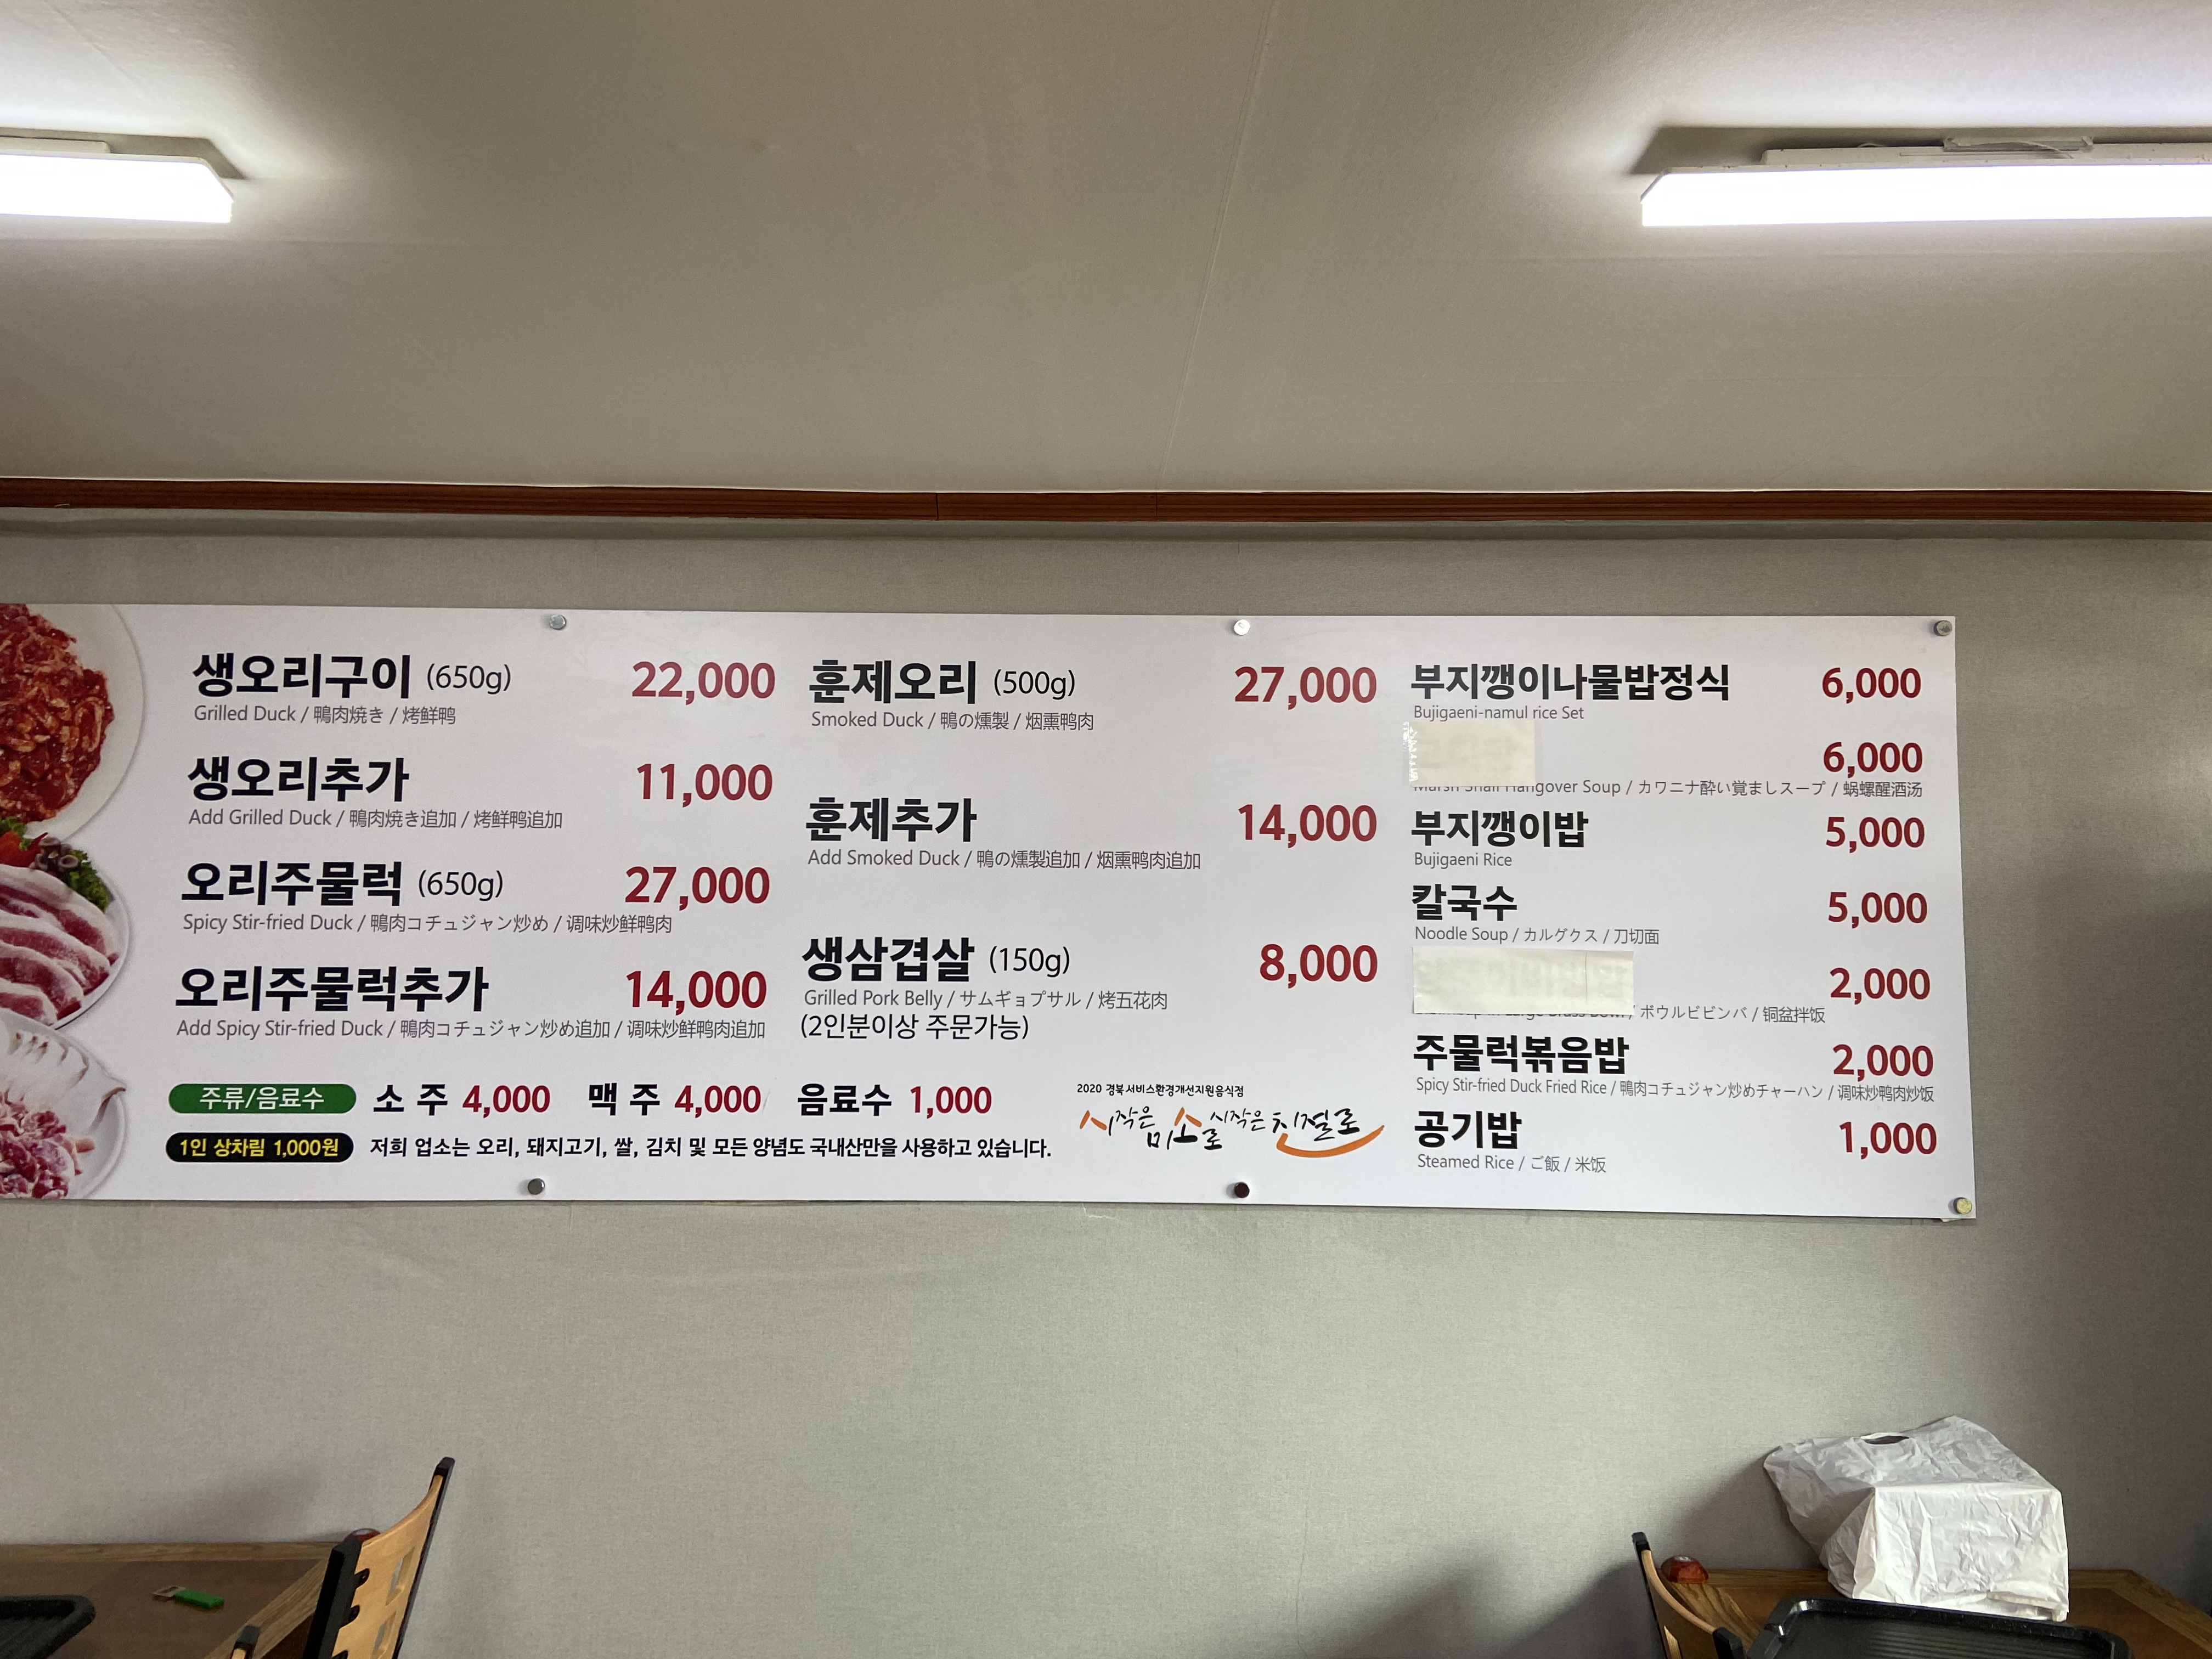 생오리구이 (650g) 22,000
Grilled Duck / 鴨肉焼き / 烤鲜鸭
생오리추가 11,000
Add Grilled Duck / 鴨肉焼き追加 / 烤鲜鸭追加
오리주물럭 (650g) 27,000
Spicy Stir-fried Duck / 鴨肉コチュジャン炒め / 调味炒鲜鸭肉
오리주물럭추가 14,000
Add Spicy Stir-fried Duck / 鴨肉コチュジャン炒め追加 / 调味炒鲜鸭肉追加
훈제오리 (500g) 27,000
Smoked Duck / 鴨の燻製 / 烟熏鸭肉
훈제추가 14,000
Add Smoked Duck / 鴨の燻製追加 / 烟熏鸭肉追加
생삼겹살 (150g) 8,000
Grilled Pork Belly / サムギョプサル / 烤五花肉
(2인분이상 주문가능)
부지깽이나물밥정식 6,000
Bujigaeni-namul rice Set
6,000
Hangover Soup / カワニナ酔い覚ましスープ / 蜗螺醒酒汤
부지깽이밥 5,000
Bujigaeni Rice
칼국수 5,000
Noodle Soup / カルグクス / 刀切面
2,000
/ ボウルビビンバ / 铜盆拌饭
주물럭볶음밥 2,000
Spicy Stir-fried Duck Fried Rice / 鴨肉コチュジャン炒めチャーハン / 调味炒鸭肉炒饭
공기밥 1,000
Steamed Rice / ご飯 / 米饭
주류/음료수 소 주 4,000 맥 주 4,000 음료수 1,000
1인 상차림 1,000원 저희 업소는 오리, 돼지고기, 쌀, 김치 및 모든 양념도 국내산만을 사용하고 있습니다.
2020 경북서비스환경개선지원음식점
시작은 미소로 시작은 친절로